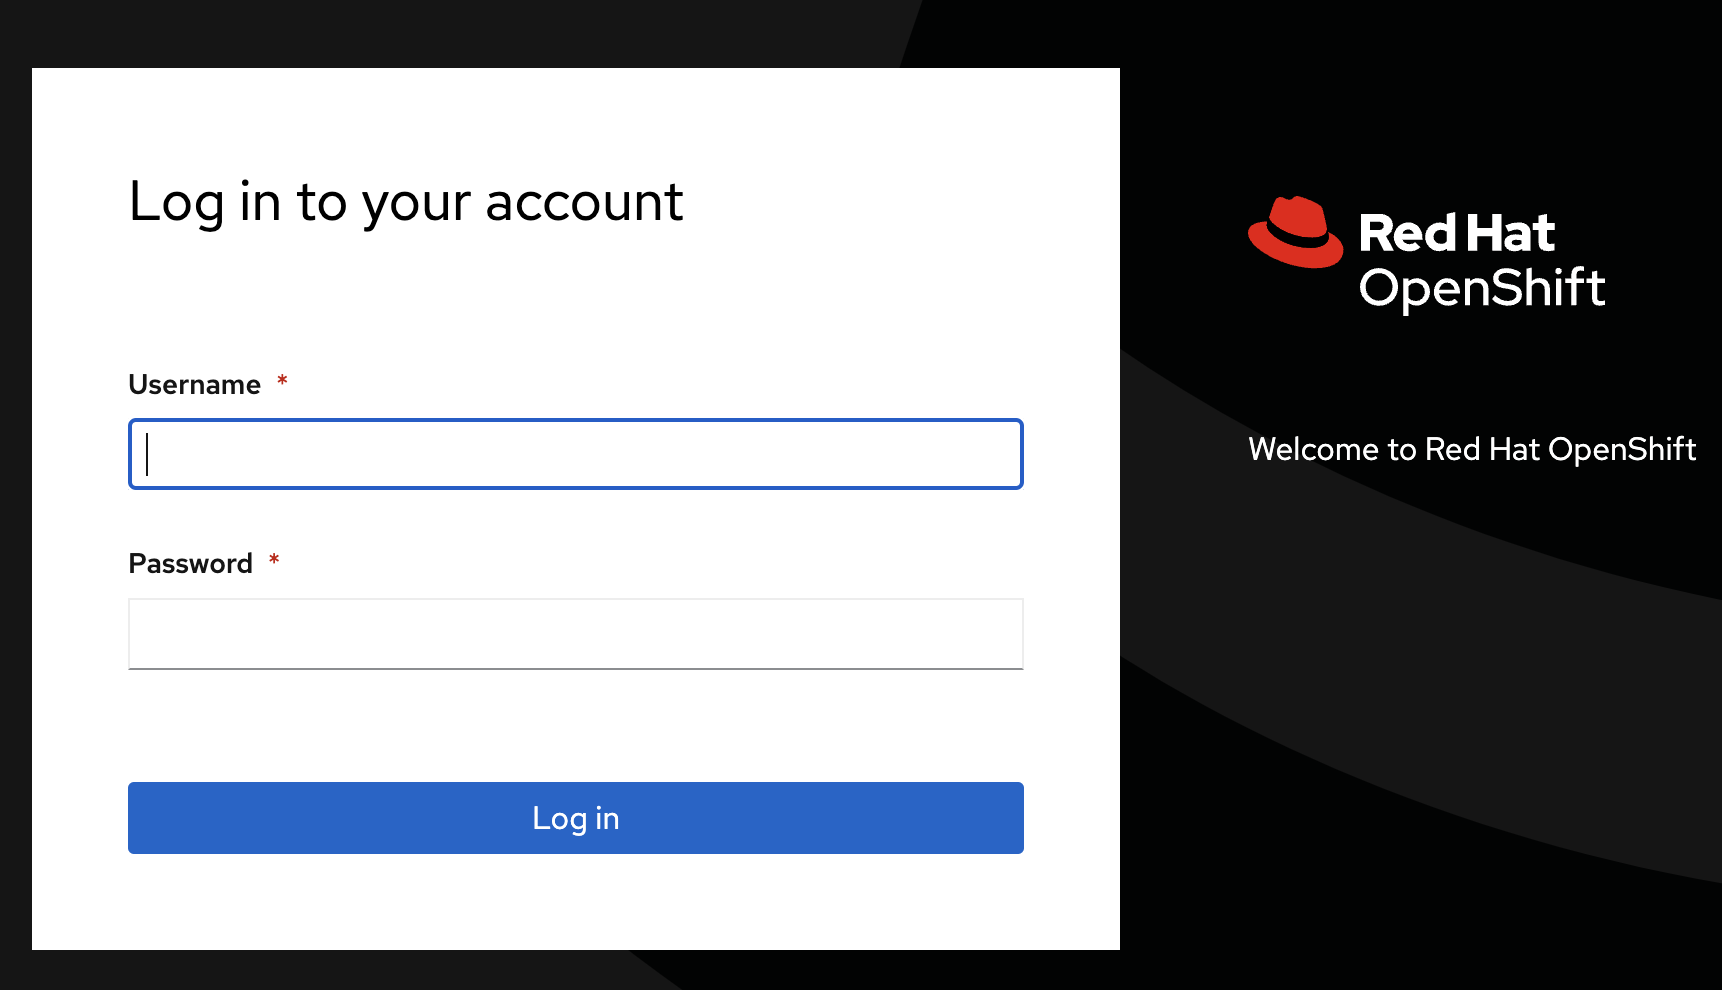 Log in to your account
Username *
Password *
Log in
Red Hat
OpenShift
Welcome to Red Hat OpenShift